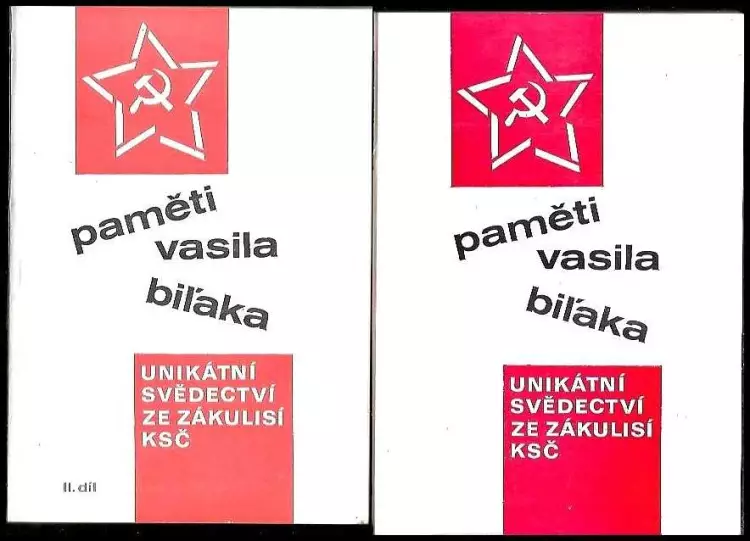 paměti
vasila
biľaka
UNIKÁTNÍ
SVĚDECTVÍ
ZE ZÁKULISÍ
KSČ
II. díl
paměti
vasila
biľaka
UNIKÁTNÍ
SVĚDECTVÍ
ZE ZÁKULISÍ
KSČ